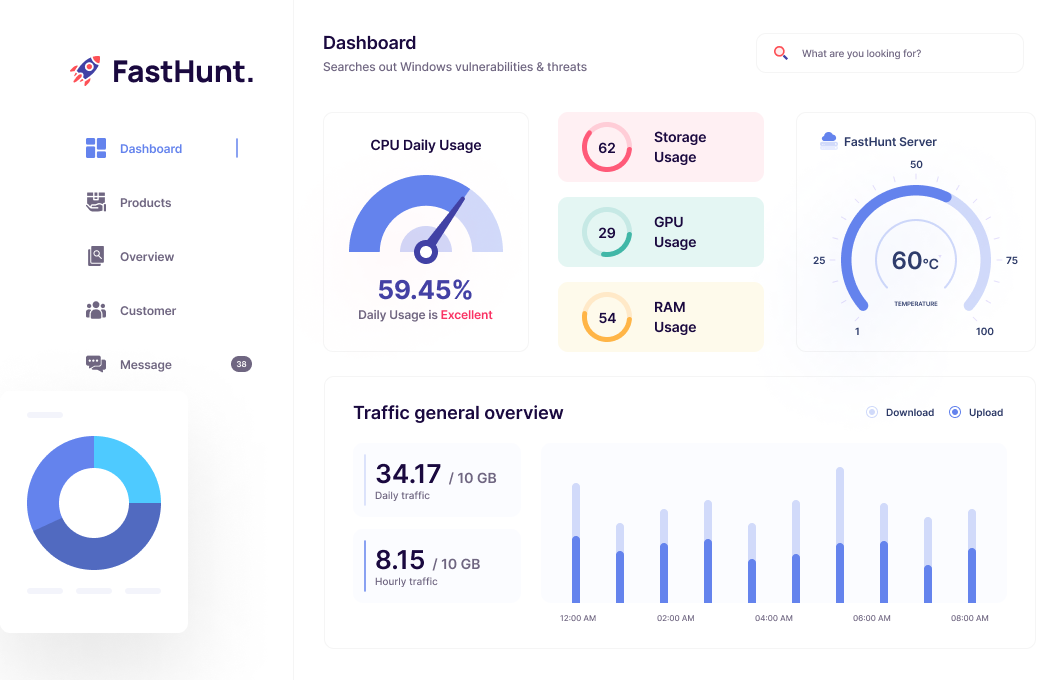 FastHunt.
Dashboard
Products
Overview
Customer
Message
38
Dashboard
Searches out Windows vulnerabilities & threats
What are you looking for?
CPU Daily Usage
59.45%
Daily Usage is Excellent
62
Storage
Usage
29
GPU
Usage
54
RAM
Usage
FastHunt Server
50
25
75
60°C
TEMPERATURE
1
100
Traffic general overview
Download
Upload
34.17 / 10 GB
Daily traffic
8.15 / 10 GB
Hourly traffic
12:00 AM 02:00 AM 04:00 AM 06:00 AM 08:00 AM